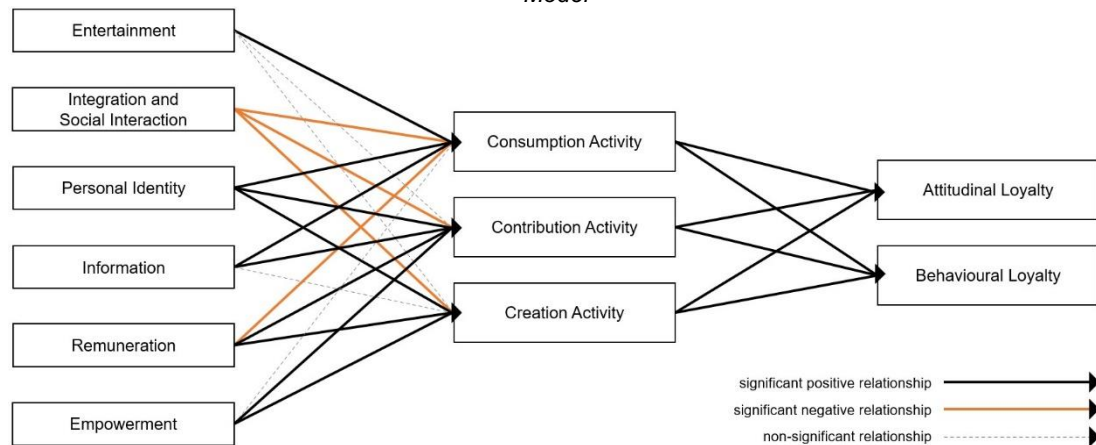 Model
Entertainment
Integration and
Social Interaction
Personal Identity
Information
Remuneration
Empowerment
Consumption Activity
Contribution Activity
Creation Activity
Attitudinal Loyalty
Behavioural Loyalty
significant positive relationship
significant negative relationship
non-significant relationship